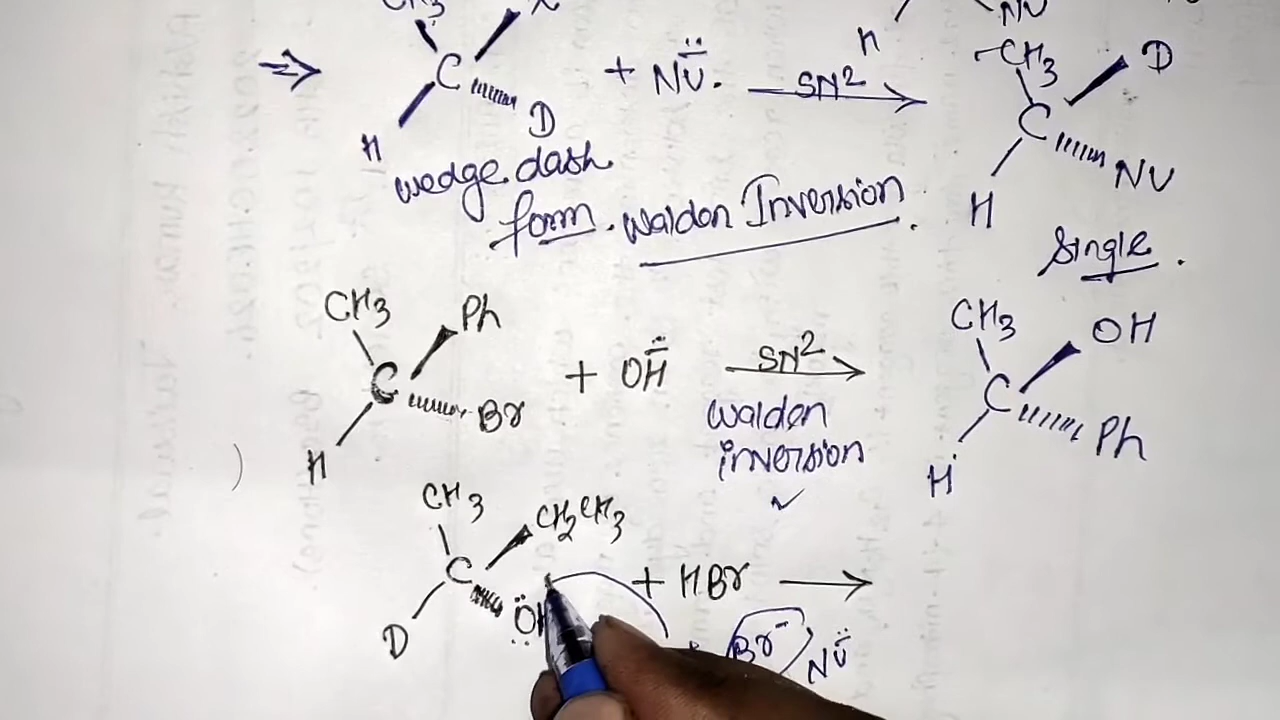 CH3 X
Nu
⇒ C + Nu. SN2 → H
CH3 D
D C
H Nu
H
wedge dash
form. Walden Inversion.
Single.
CH3 Ph
C + OH SN2 →
Br
H
Walden
inversion
CH3 OH
C
Ph
H
CH3
CH2CH3
C + HBr →
OH
D
Br- Nu